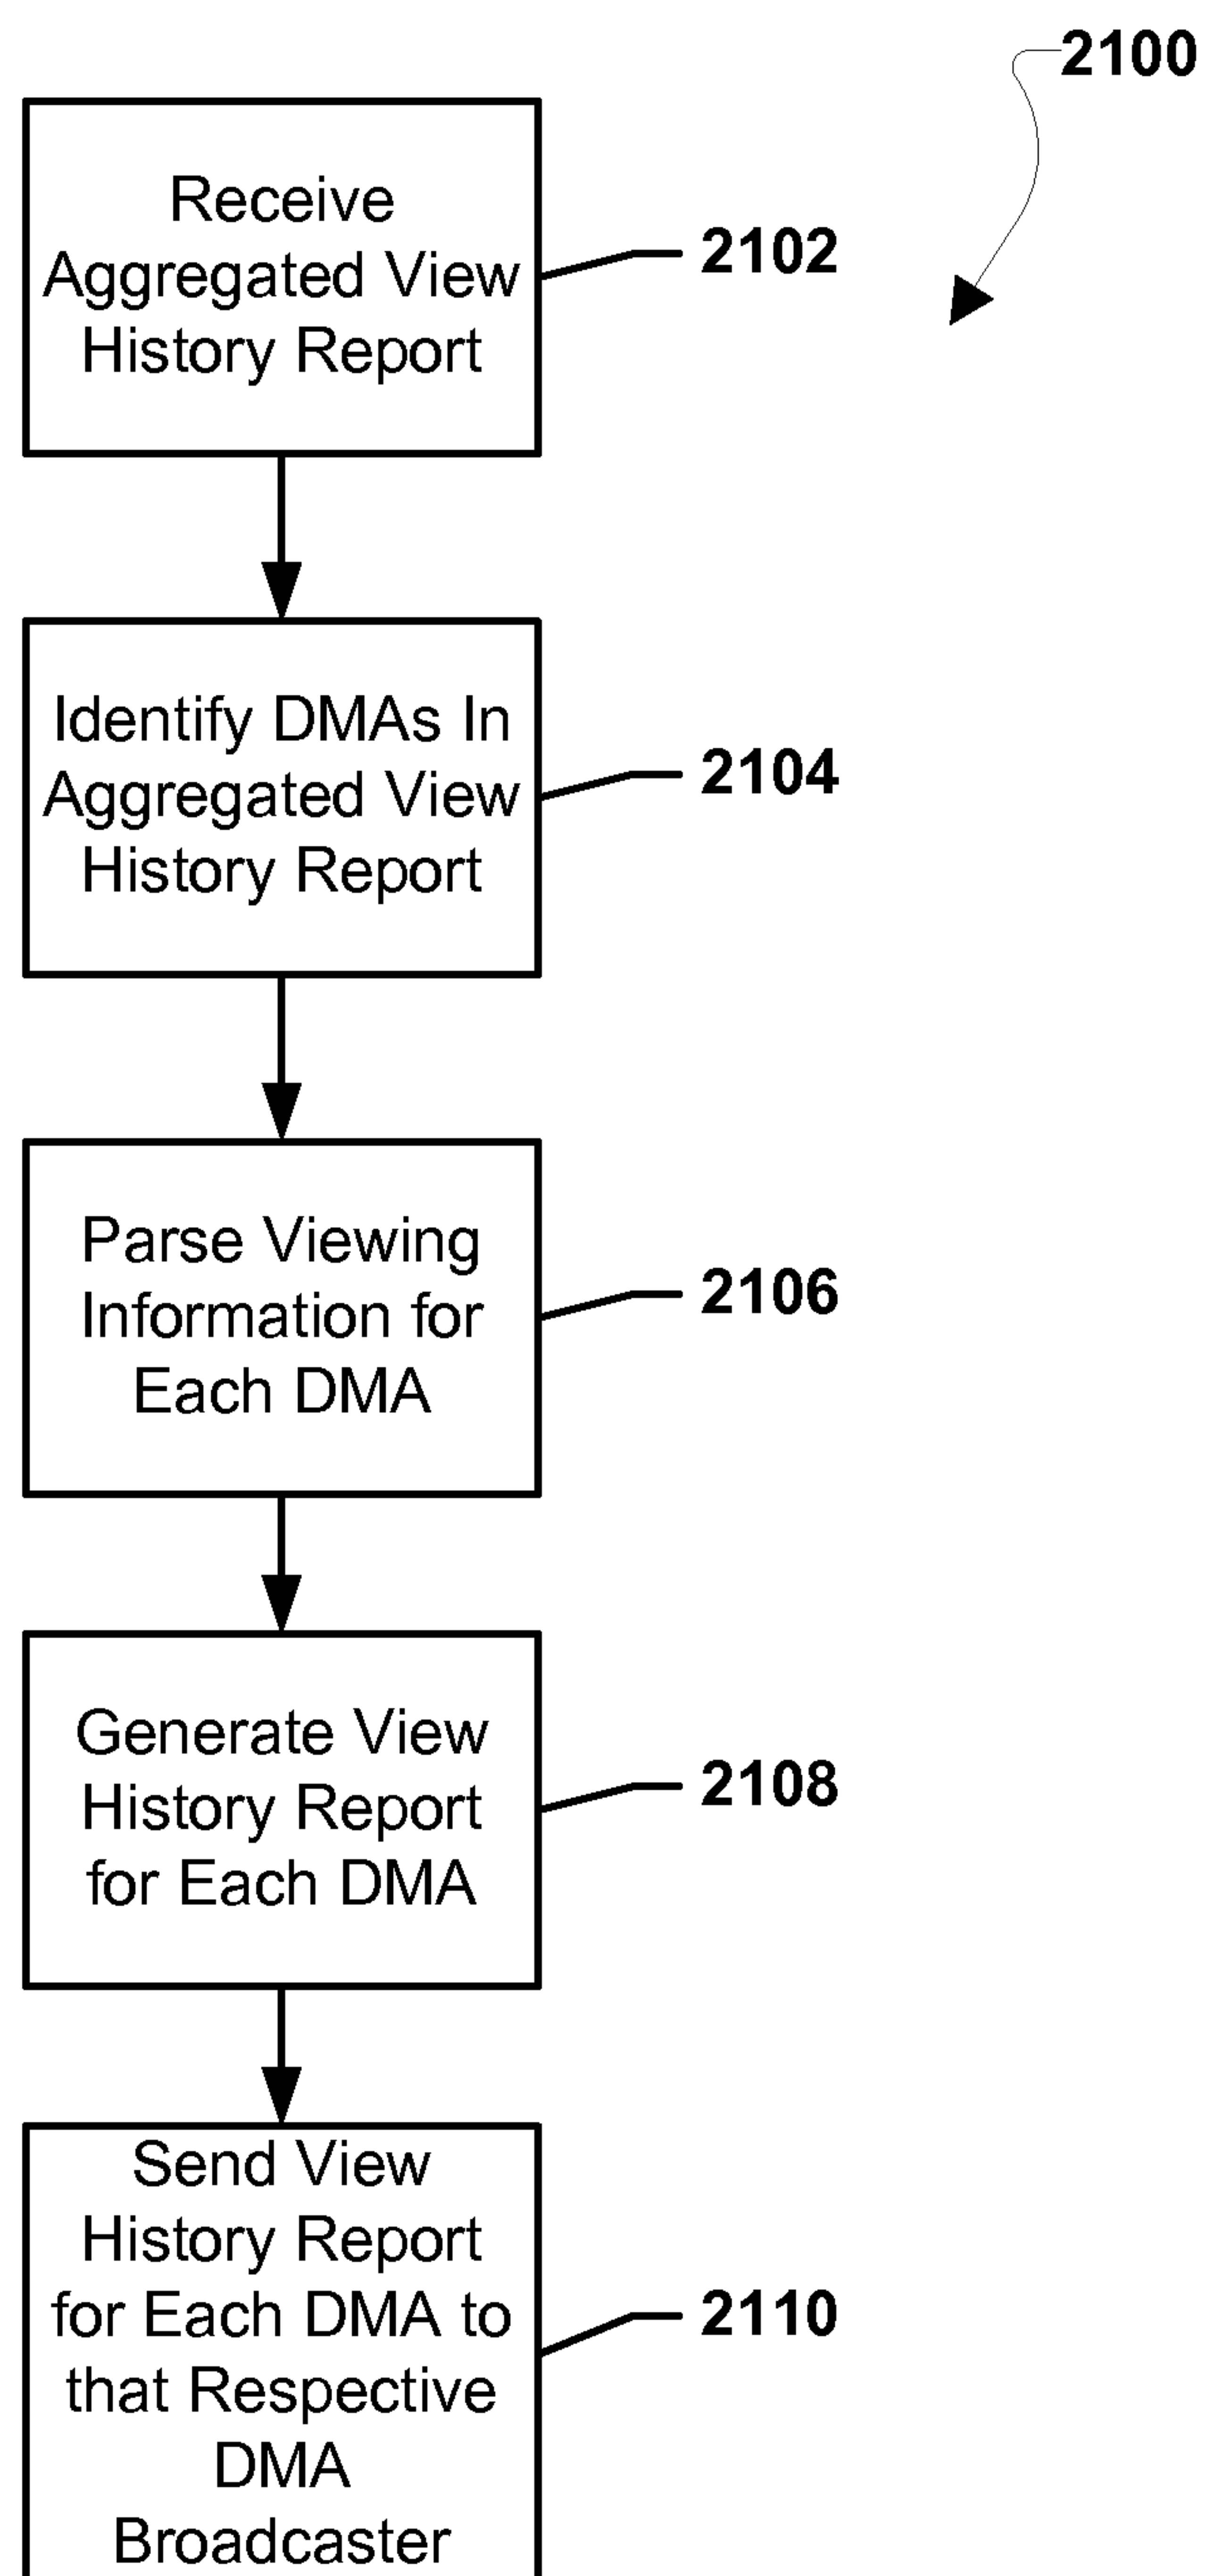 2100
Receive
Aggregated View
History Report
2102
Identify DMAs In
Aggregated View
History Report
2104
Parse Viewing
Information for
Each DMA
2106
Generate View
History Report
for Each DMA
2108
Send View
History Report
for Each DMA to
that Respective
DMA
Broadcaster
2110